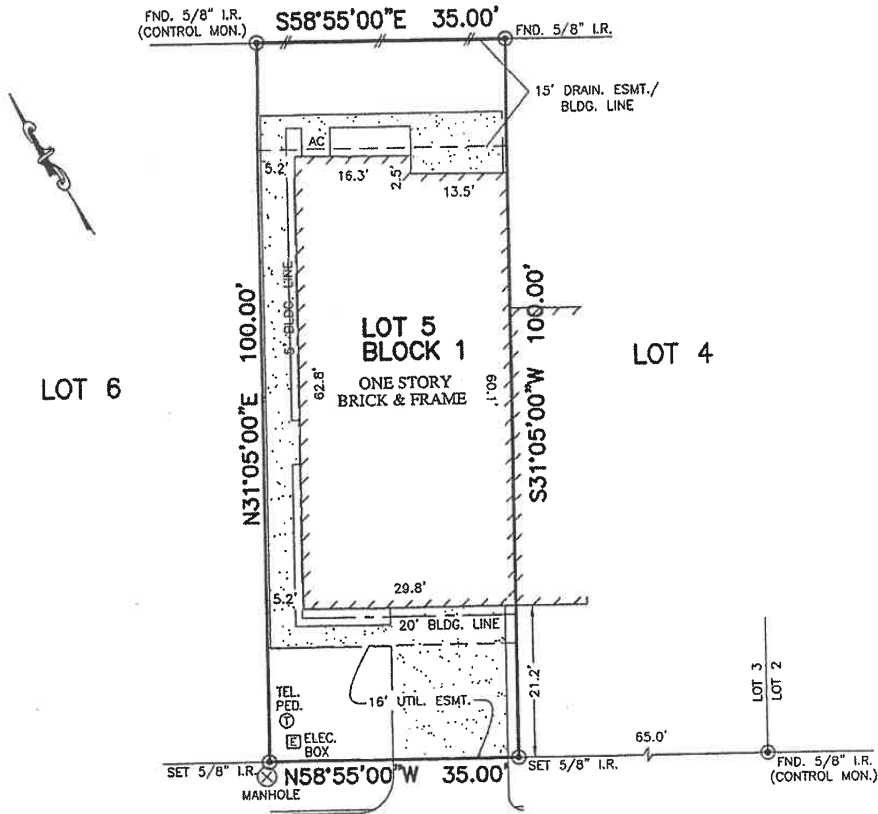 FND. 5/8" I.R.
(CONTROL MON.)
S58°55'00"E 35.00'
FND. 5/8" I.R.
15' DRAIN. ESMT./
BLDG. LINE
AC
5.2'
16.3'
2.5'
13.5'
5' BLDG. LINE
N31°05'00"E 100.00'
S31°05'00"W 100.00'
LOT 5
BLOCK 1
ONE STORY
BRICK & FRAME
62.8'
60.1'
LOT 6
LOT 4
29.8'
5.2'
20' BLDG. LINE
21.2'
LOT 3
LOT 2
TEL.
PED.
T
16' UTIL. ESMT.
E ELEC.
BOX
65.0'
SET 5/8" I.R.
N58°55'00"W 35.00'
SET 5/8" I.R.
FND. 5/8" I.R.
(CONTROL MON.)
MANHOLE